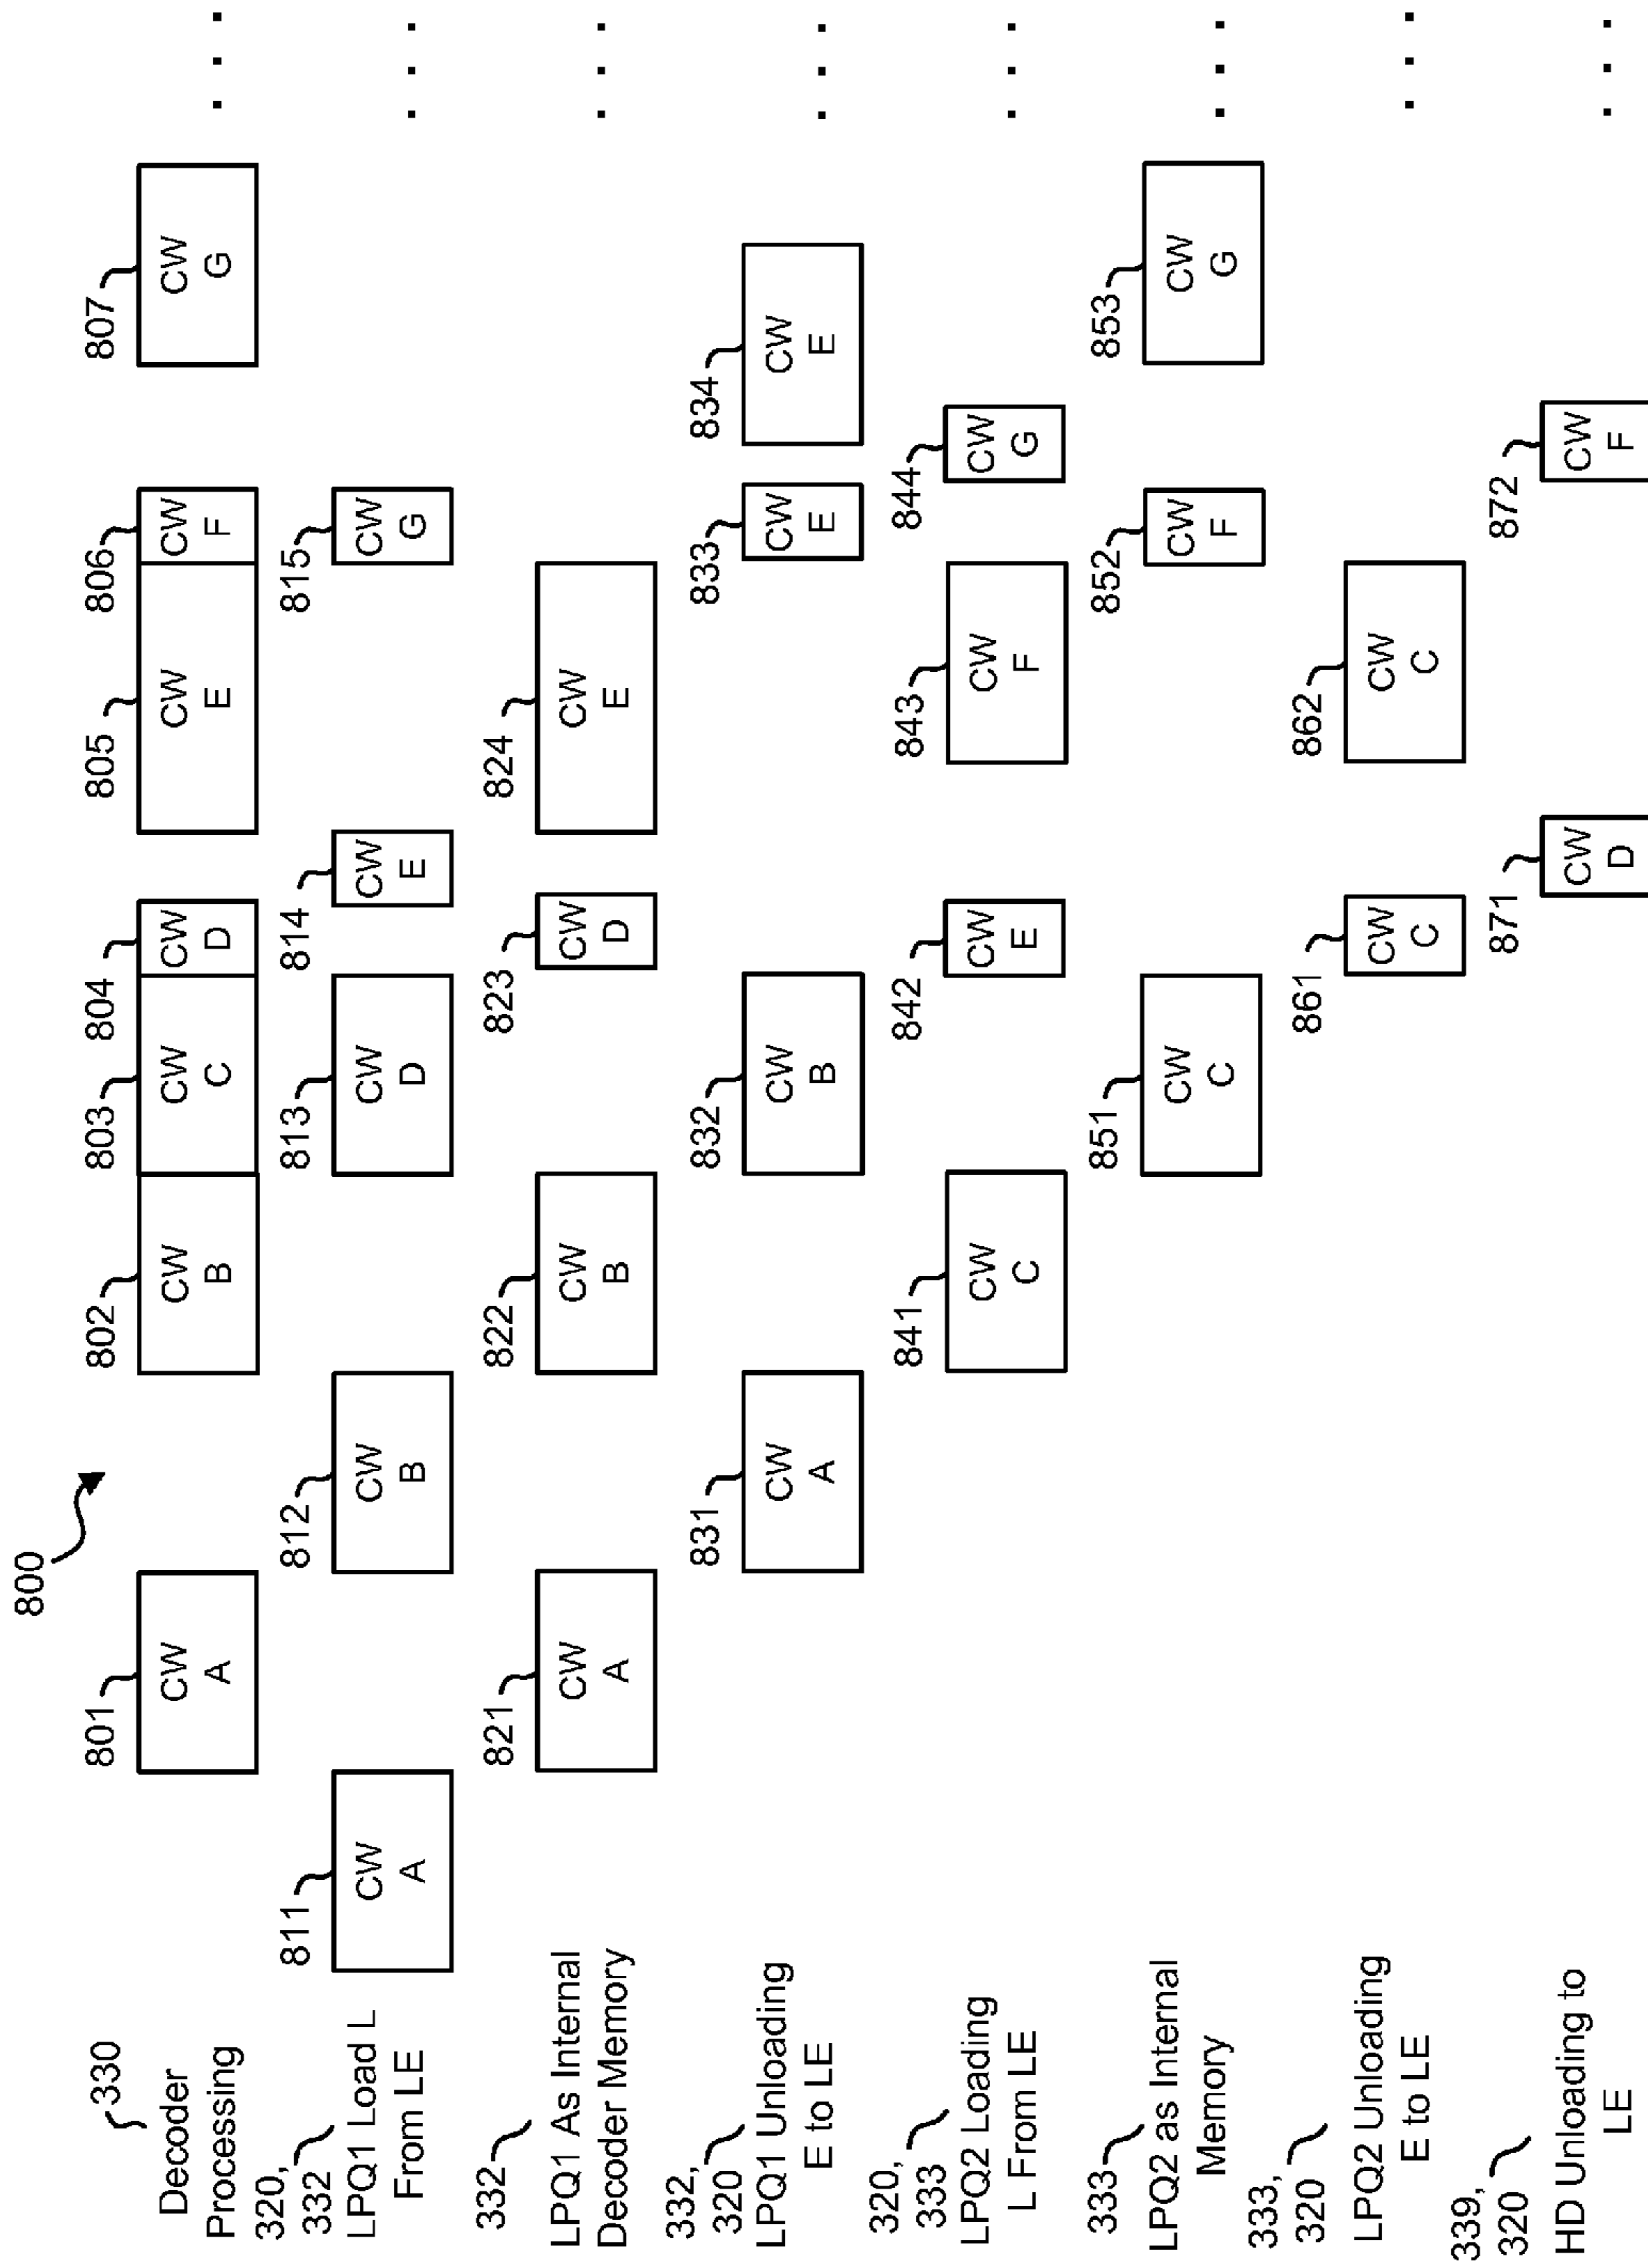 800
330
Decoder
Processing
801
CW
A
802
CW
B
803
CW
C
804
CW
D
805
CW
E
806
CW
F
807
CW
G
320,
332
LPQ1 Load L
From LE
811
CW
A
812
CW
B
813
CW
D
814
CW
E
815
CW
G
332
LPQ1 As Internal
Decoder Memory
821
CW
A
822
CW
B
823
CW
D
824
CW
E
332,
320
LPQ1 Unloading
E to LE
831
CW
A
832
CW
B
833
CW
E
834
CW
E
320,
333
LPQ2 Loading
L From LE
841
CW
C
842
CW
E
843
CW
F
844
CW
G
333
LPQ2 as Internal
Memory
851
CW
C
852
CW
F
853
CW
G
333,
320
LPQ2 Unloading
E to LE
861
CW
C
862
CW
C
339,
320
HD Unloading to
LE
871
CW
D
872
CW
F